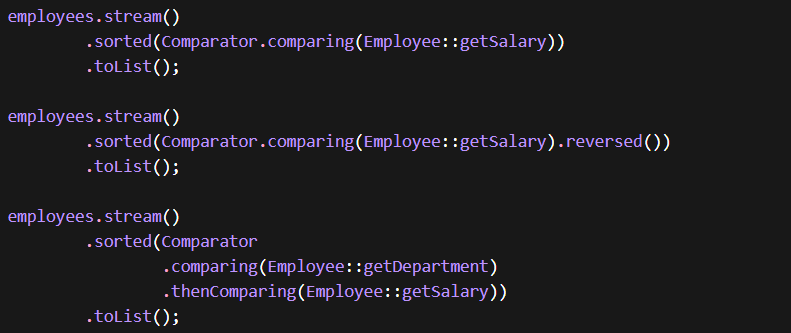 employees.stream()
        .sorted(Comparator.comparing(Employee::getSalary))
        .toList();

employees.stream()
        .sorted(Comparator.comparing(Employee::getSalary).reversed())
        .toList();

employees.stream()
        .sorted(Comparator
                .comparing(Employee::getDepartment)
                .thenComparing(Employee::getSalary))
        .toList();